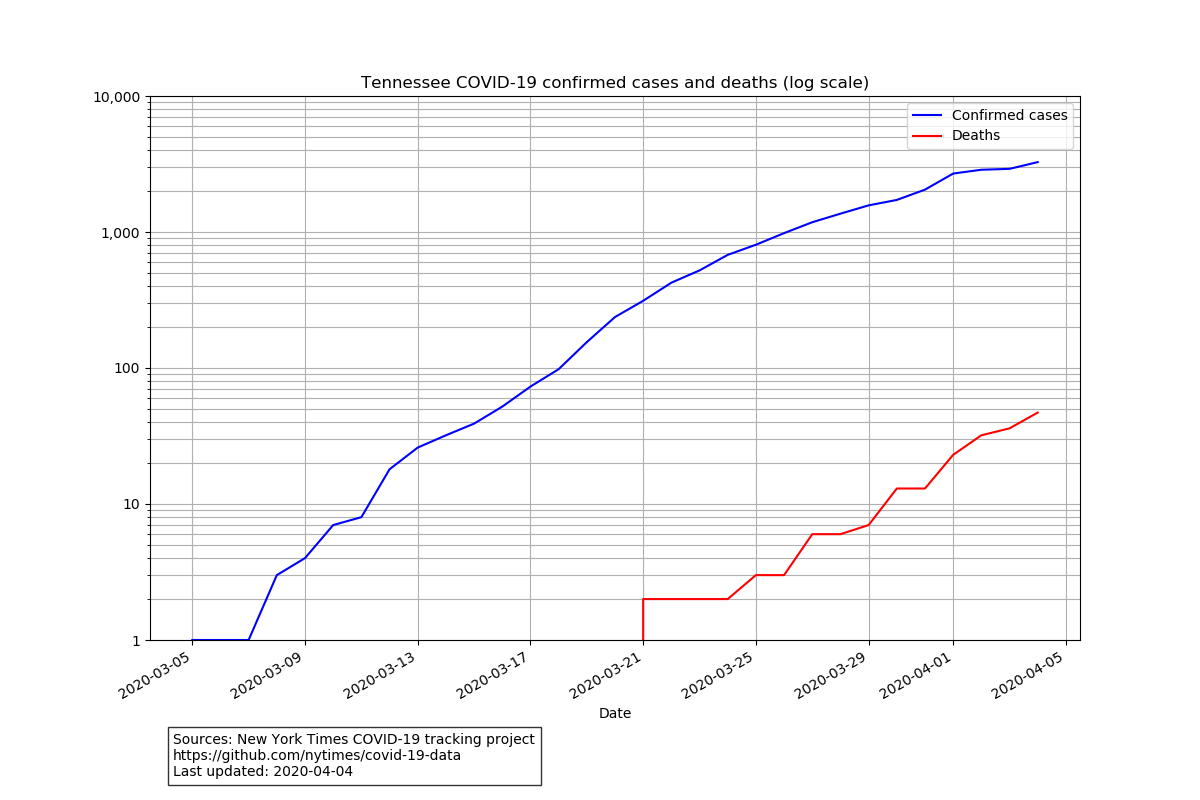 Tennessee COVID-19 confirmed cases and deaths (log scale)
10,000
1,000
100
10
1
Confirmed cases
Deaths
2020-03-05
2020-03-09
2020-03-13
2020-03-17
2020-03-21
2020-03-25
2020-03-29
2020-04-01
2020-04-05
Date
Sources: New York Times COVID-19 tracking project
https://github.com/nytimes/covid-19-data
Last updated: 2020-04-04